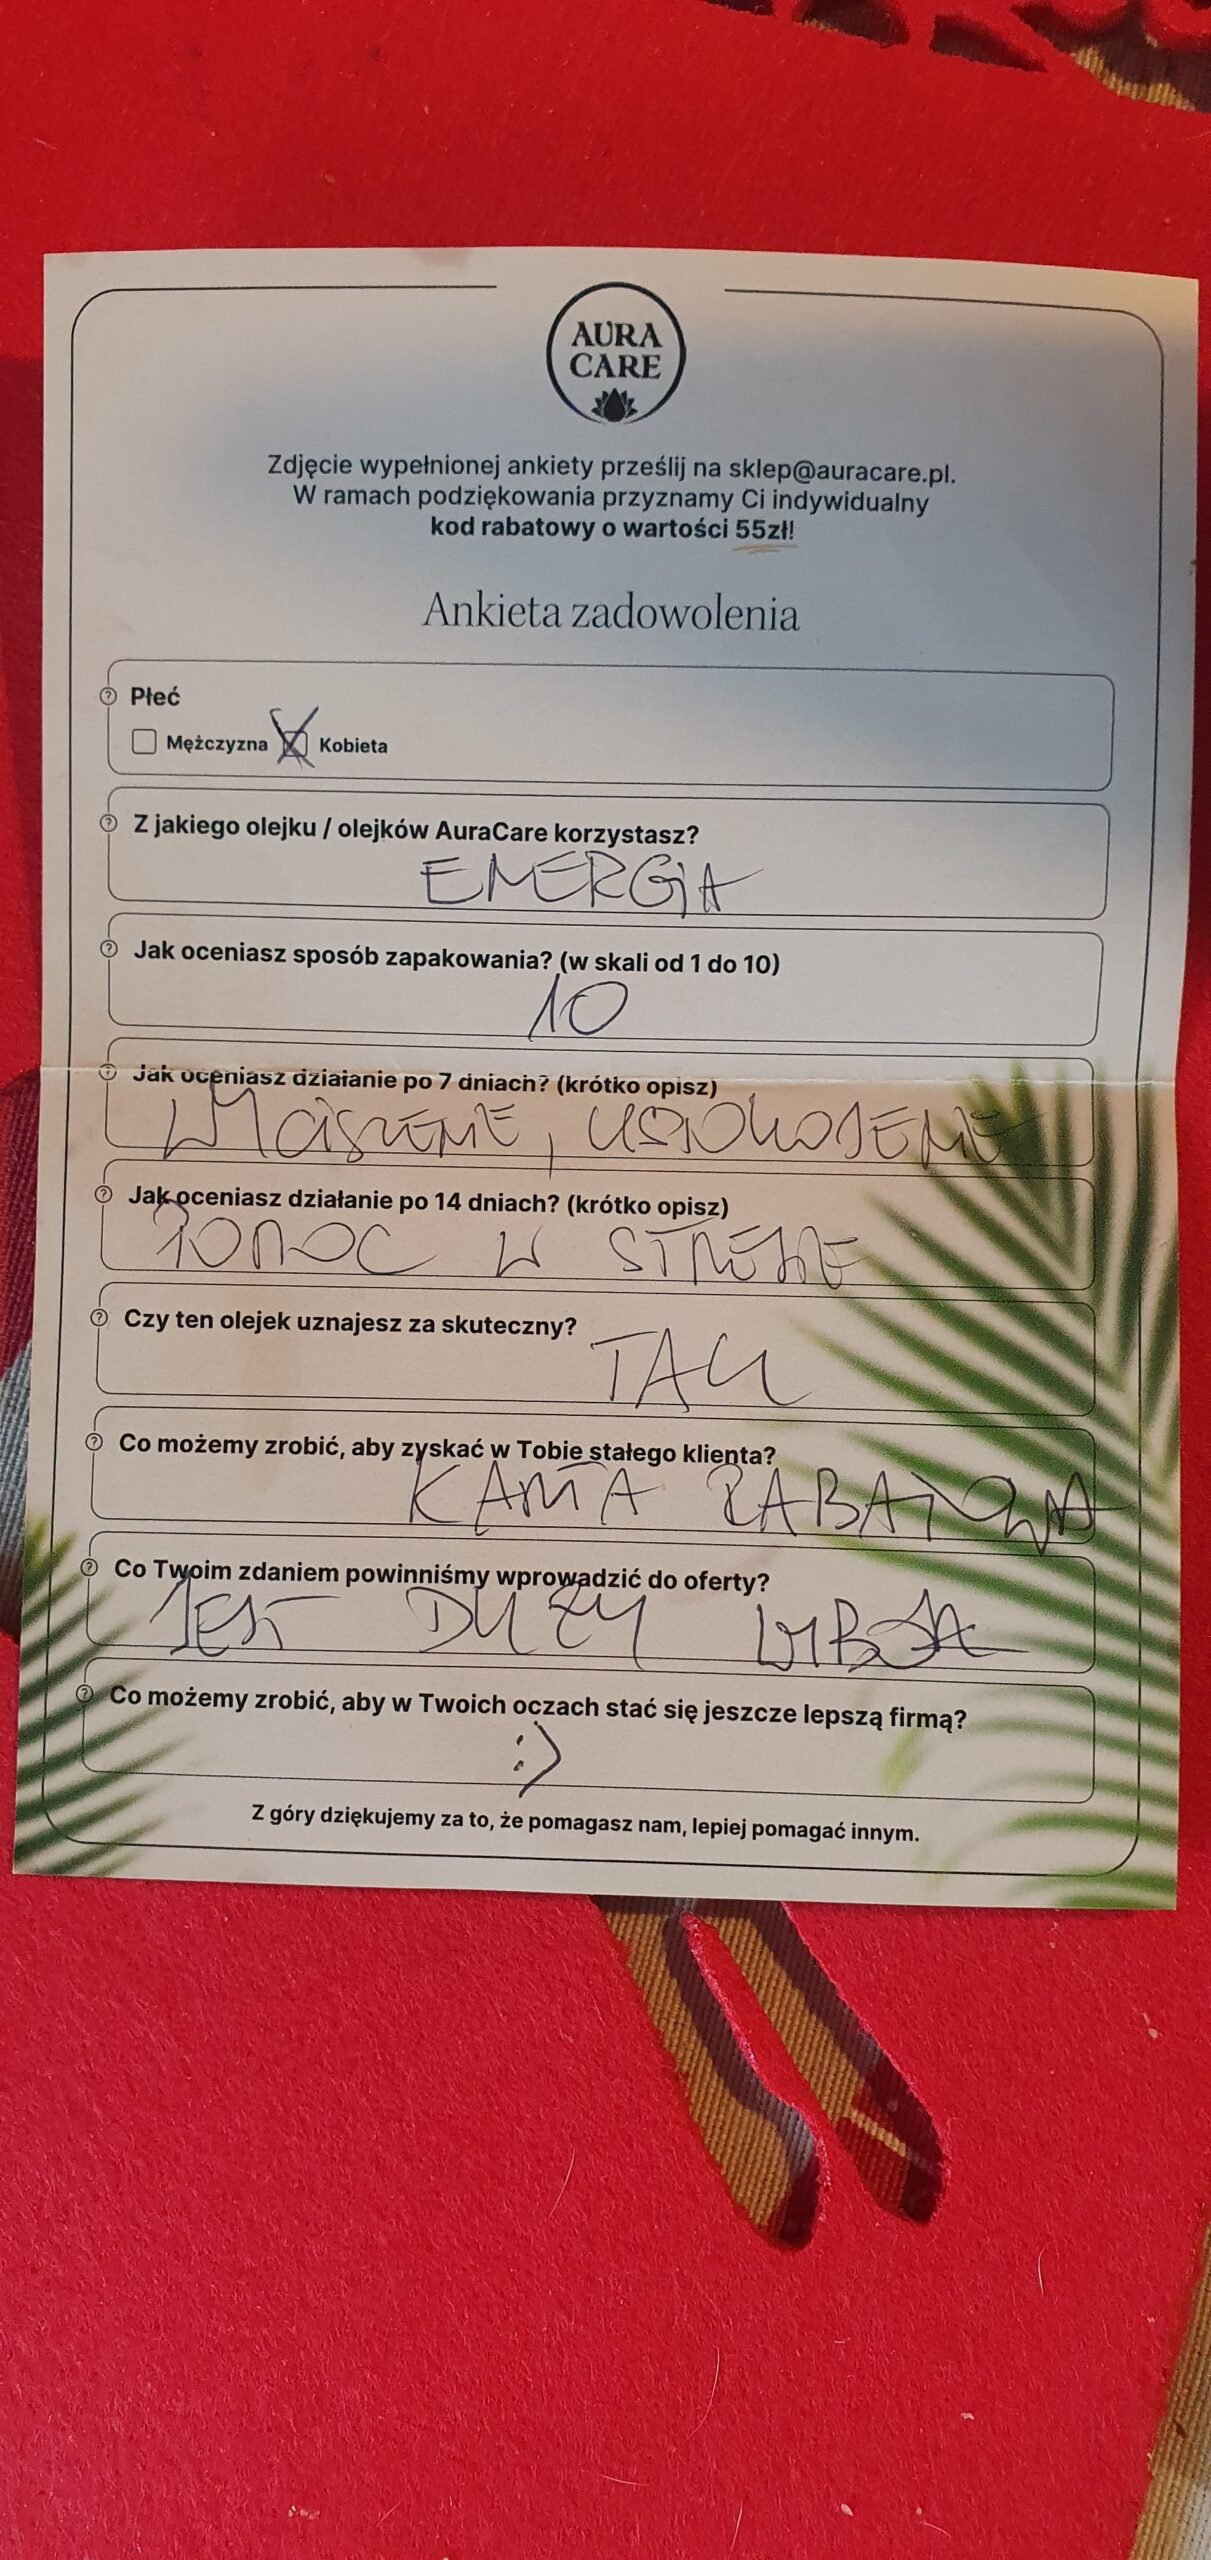 AURA
CARE
Zdjęcie wypełnionej ankiety prześlij na sklep@auracare.pl.
W ramach podziękowania przyznamy Ci indywidualny
kod rabatowy o wartości 55zł!
Ankieta zadowolenia
Płeć
Mężczyzna Kobieta
Z jakiego olejku / olejków AuraCare korzystasz?
ENERGIA
Jak oceniasz sposób zapakowania? (w skali od 1 do 10)
10
Jak oceniasz działanie po 7 dniach? (krótko opisz)
WYCISZENIE, USPOKOJENIE
Jak oceniasz działanie po 14 dniach? (krótko opisz)
POMOC W STRESIE
Czy ten olejek uznajesz za skuteczny?
TAK
Co możemy zrobić, aby zyskać w Tobie stałego klienta?
KARTA RABATOWA
Co Twoim zdaniem powinniśmy wprowadzić do oferty?
JEST DUŻY WYBÓR
Co możemy zrobić, aby w Twoich oczach stać się jeszcze lepszą firmą?
:)
Z góry dziękujemy za to, że pomagasz nam, lepiej pomagać innym.